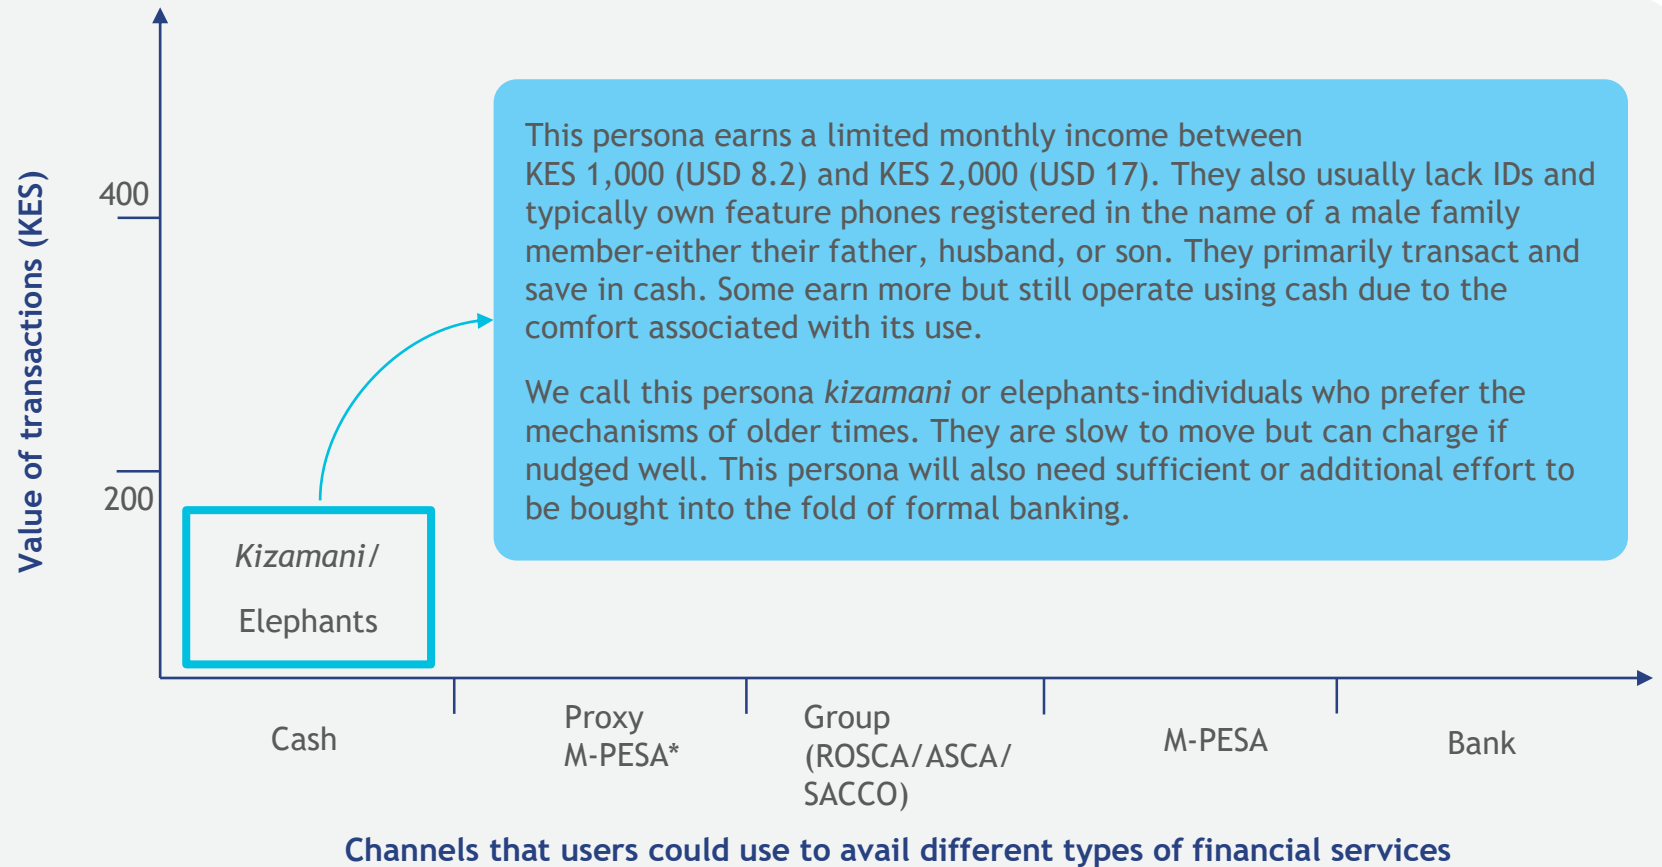 This persona earns a limited monthly income between
KES 1,000 (USD 8.2) and KES 2,000 (USD 17). They also usually lack IDs and
typically own feature phones registered in the name of a male family
member-either their father, husband, or son. They primarily transact and
save in cash. Some earn more but still operate using cash due to the
comfort associated with its use.
We call this persona kizamani or elephants-individuals who prefer the
mechanisms of older times. They are slow to move but can charge if
nudged well. This persona will also need sufficient or additional effort to
be bought into the fold of formal banking.
Value of transactions (KES)
400
200
Kizamani/
Elephants
Cash
Proxy
M-PESA*
Group
(ROSCA/ASCA/
SACCO)
M-PESA
Bank
Channels that users could use to avail different types of financial services